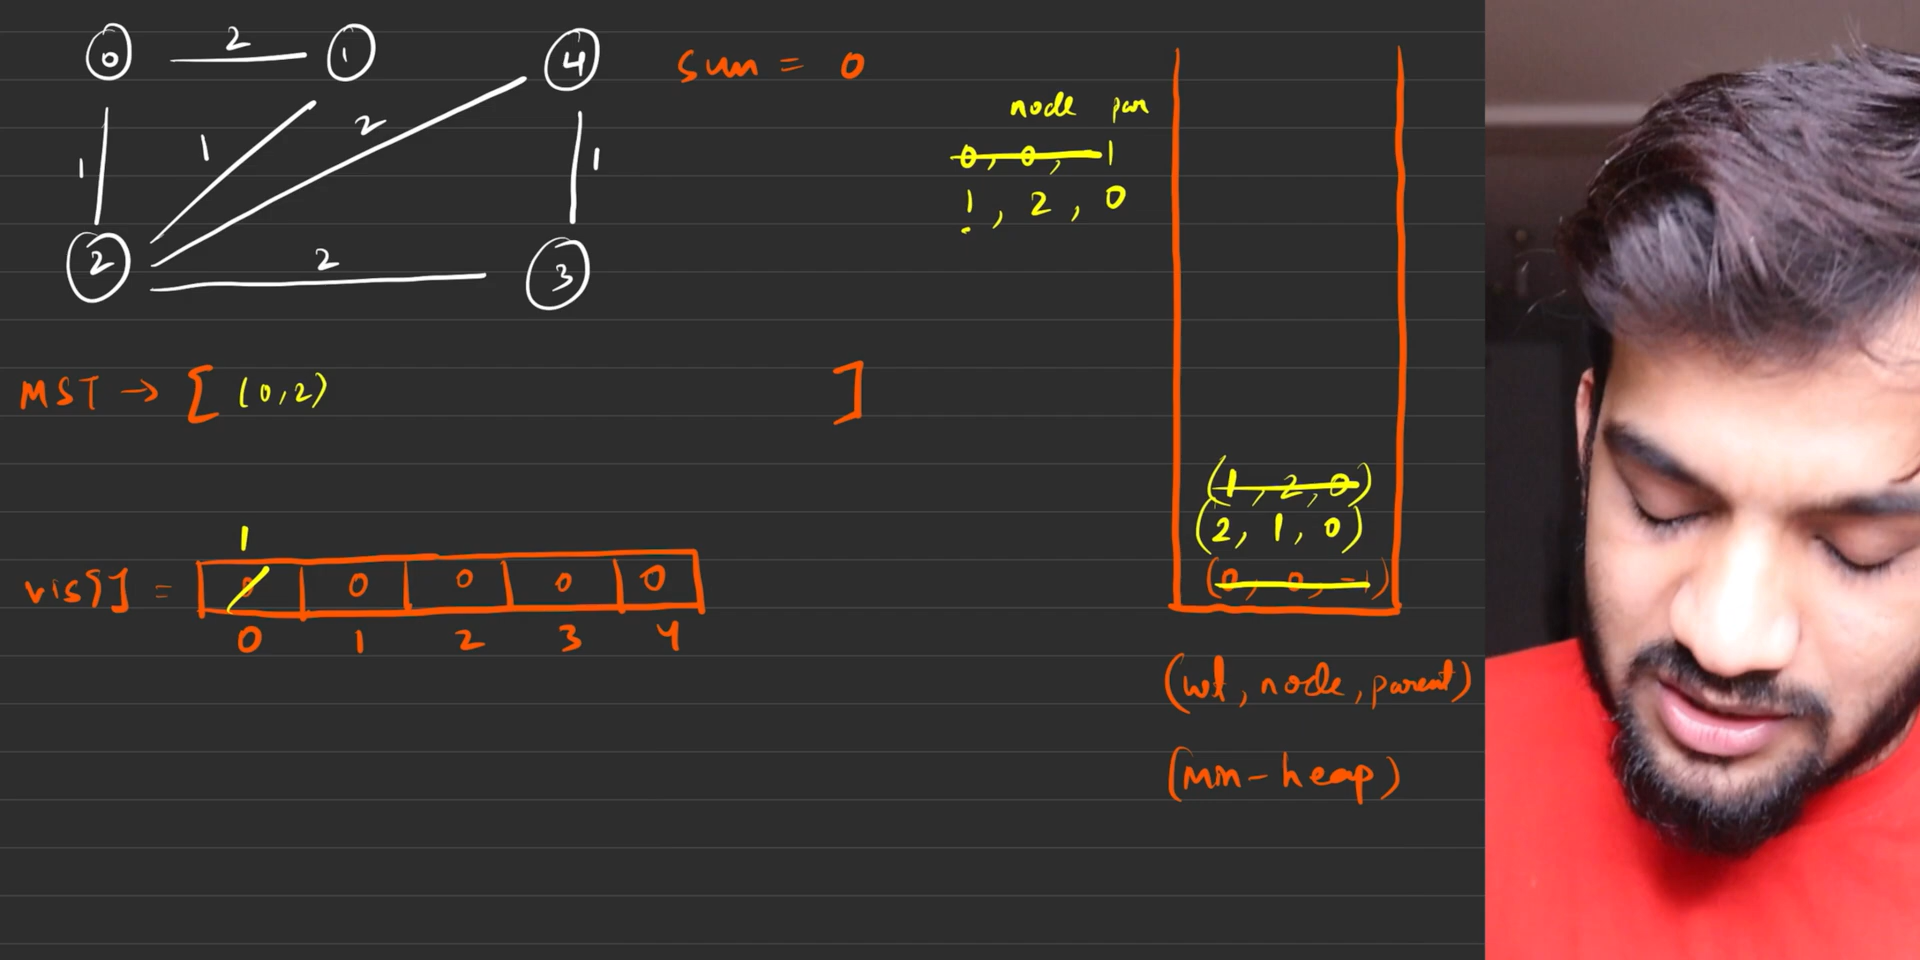 0 2 1 4
1 1 2 1
2 2 3
sum = 0
node par
0, 0, -1
1, 2, 0
MST → [ (0,2) ]
1
vis[] = 0 0 0 0 0
0 1 2 3 4
(1, 2, 0)
(2, 1, 0)
(0, 0, -1)
(wt, node, parent)
(min-heap)